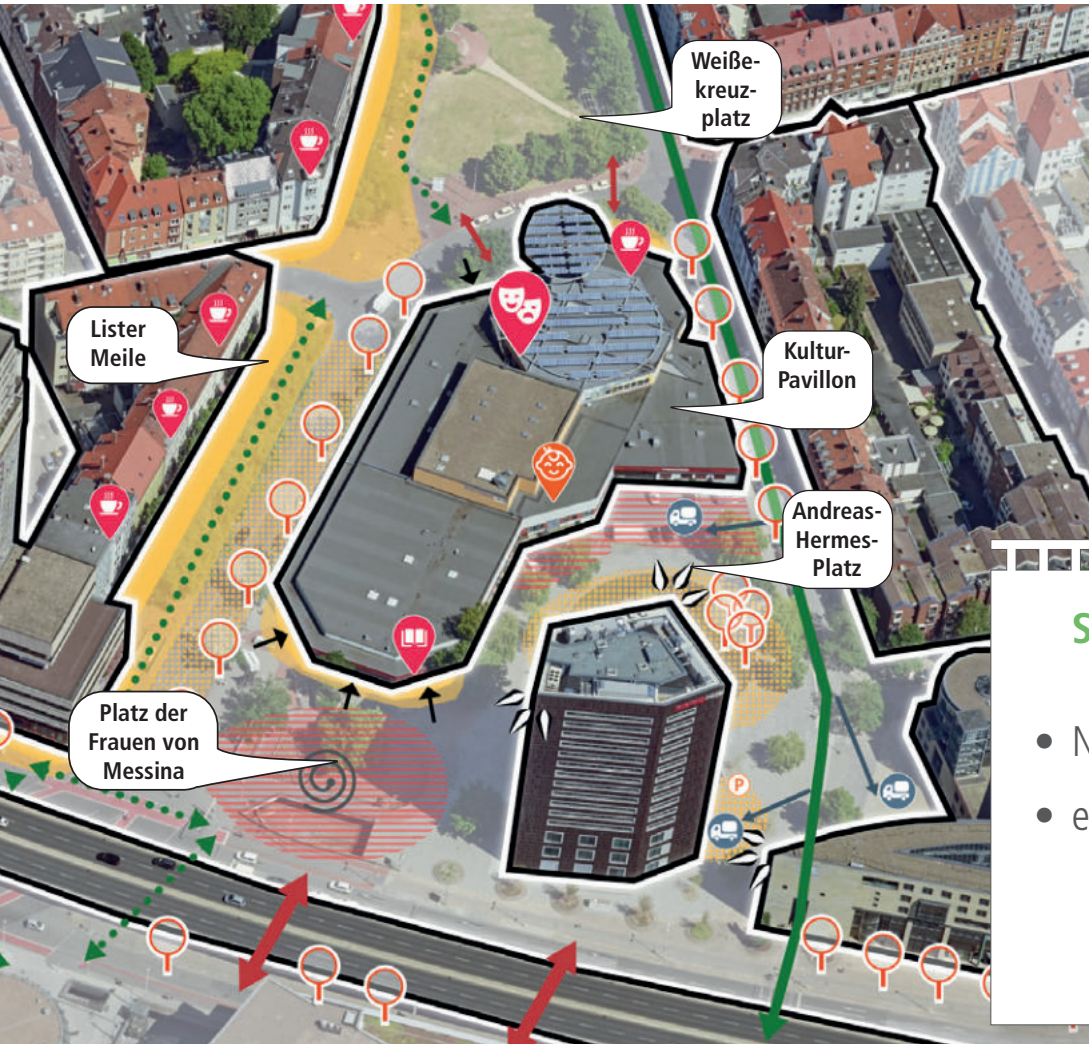 Weiße-
kreuz-
platz
Lister
Meile
Kultur-
Pavillon
Andreas-
Hermes-
Platz
Platz der
Frauen von
Messina
P